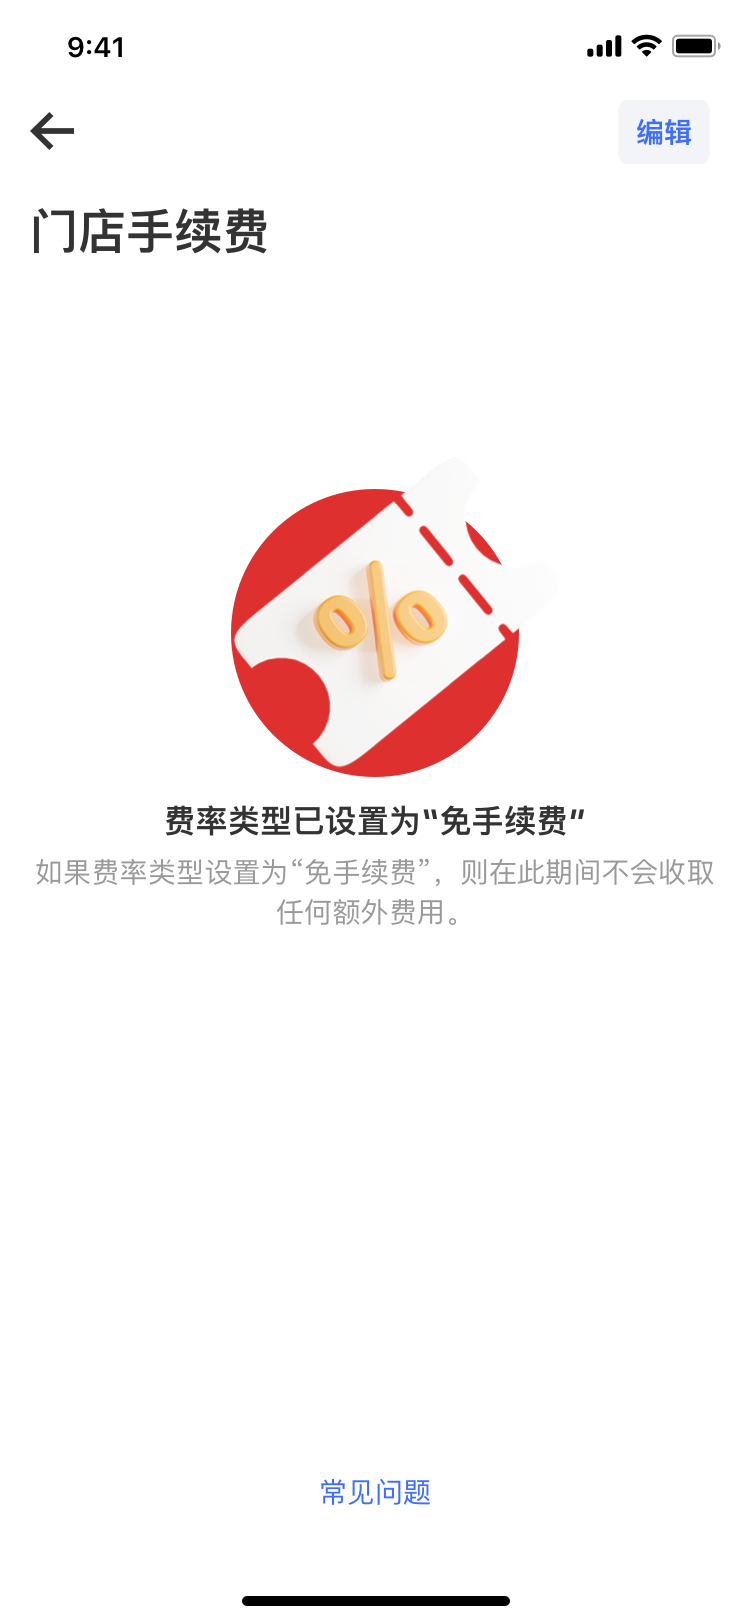 9:41
编辑
门店手续费
%
费率类型已设置为“免手续费”
如果费率类型设置为“免手续费”，则在此期间不会收取
任何额外费用。
常见问题